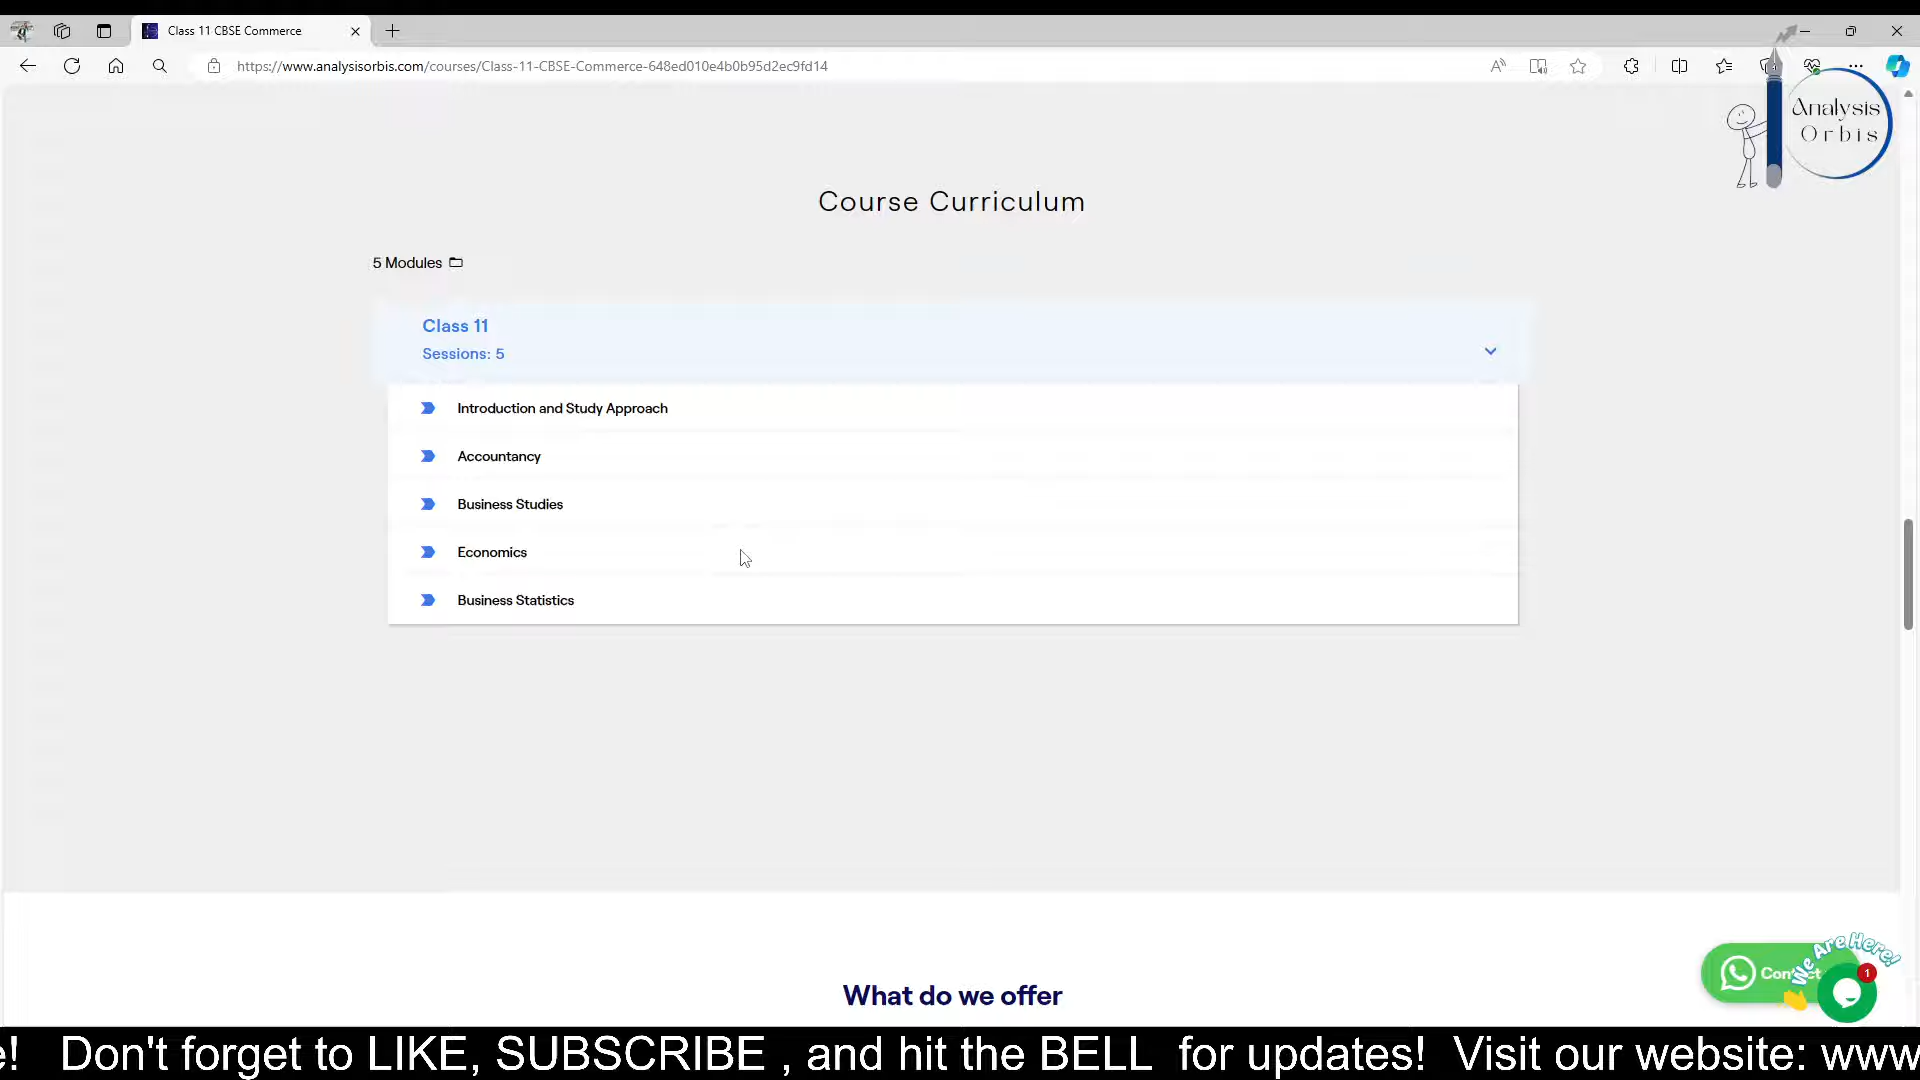 Class 11 CBSE Commerce
https://www.analysisorbis.com/courses/Class-11-CBSE-Commerce-648ed010e4b0b95d2ec9fd14
Analysis
Orbis
Course Curriculum
5 Modules
Class 11
Sessions: 5
Introduction and Study Approach
Accountancy
Business Studies
Economics
Business Statistics
What do we offer
We Are Here!
1
e! Don't forget to LIKE, SUBSCRIBE , and hit the BELL for updates! Visit our website: www